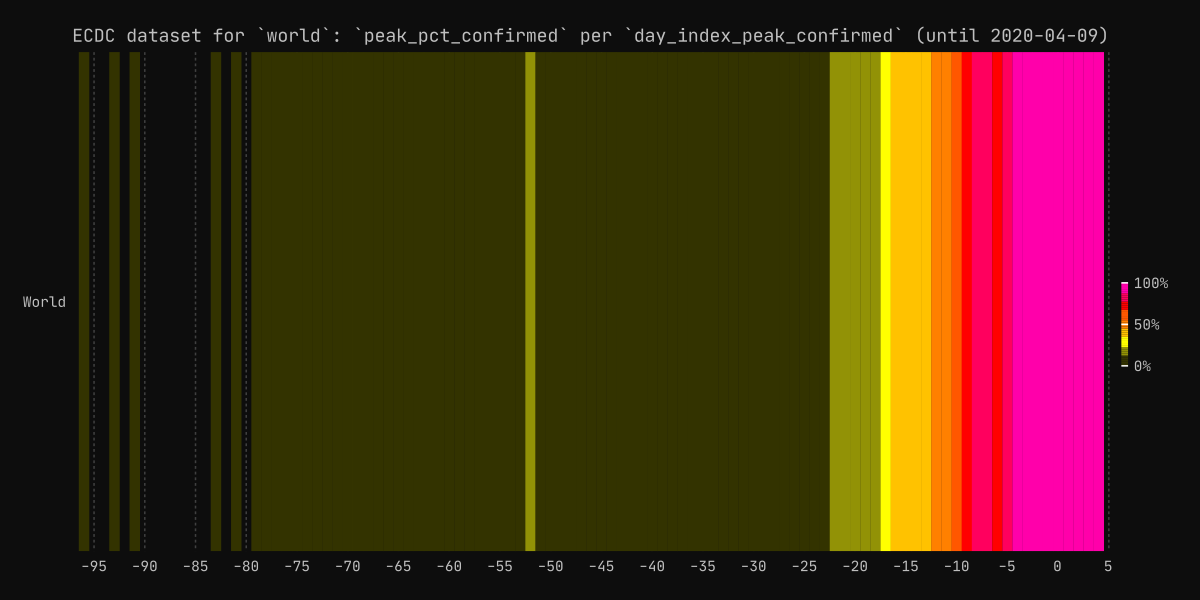 ECDC dataset for `world`: `peak_pct_confirmed` per `day_index_peak_confirmed` (until 2020-04-09)
World
100%
50%
0%
-95 -90 -85 -80 -75 -70 -65 -60 -55 -50 -45 -40 -35 -30 -25 -20 -15 -10 -5 0 5